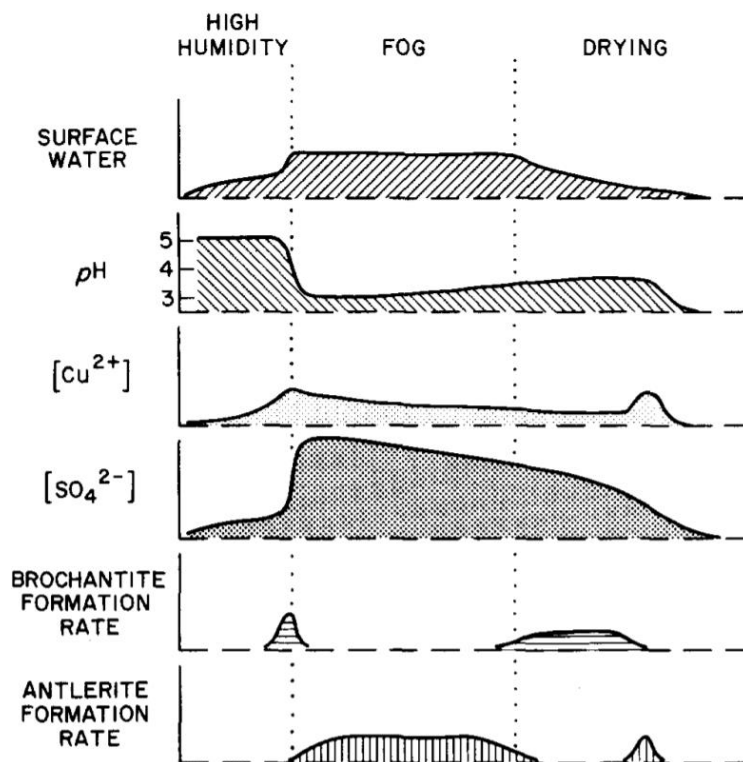 HIGH
HUMIDITY
FOG
DRYING
SURFACE
WATER
pH
5
4
3
[Cu²⁺]
[SO₄²⁻]
BROCHANTITE
FORMATION
RATE
ANTLERITE
FORMATION
RATE